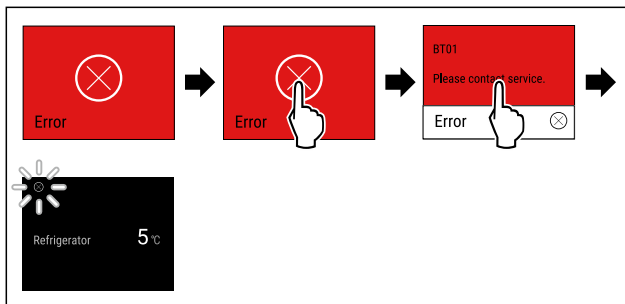 Error
Error
BT01
Please contact service.
Error
Refrigerator 5 °C